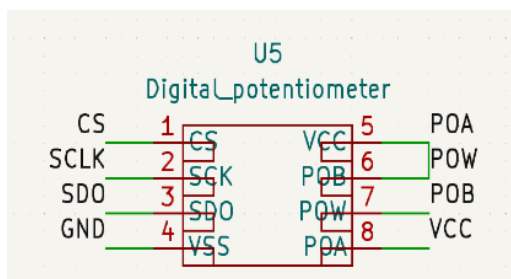 U5
Digital_potentiometer
CS 1 CS VCC 5 POA
SCLK 2 SCK POB 6 POW
SDO 3 SDO POW 7 POB
GND 4 VSS POA 8 VCC